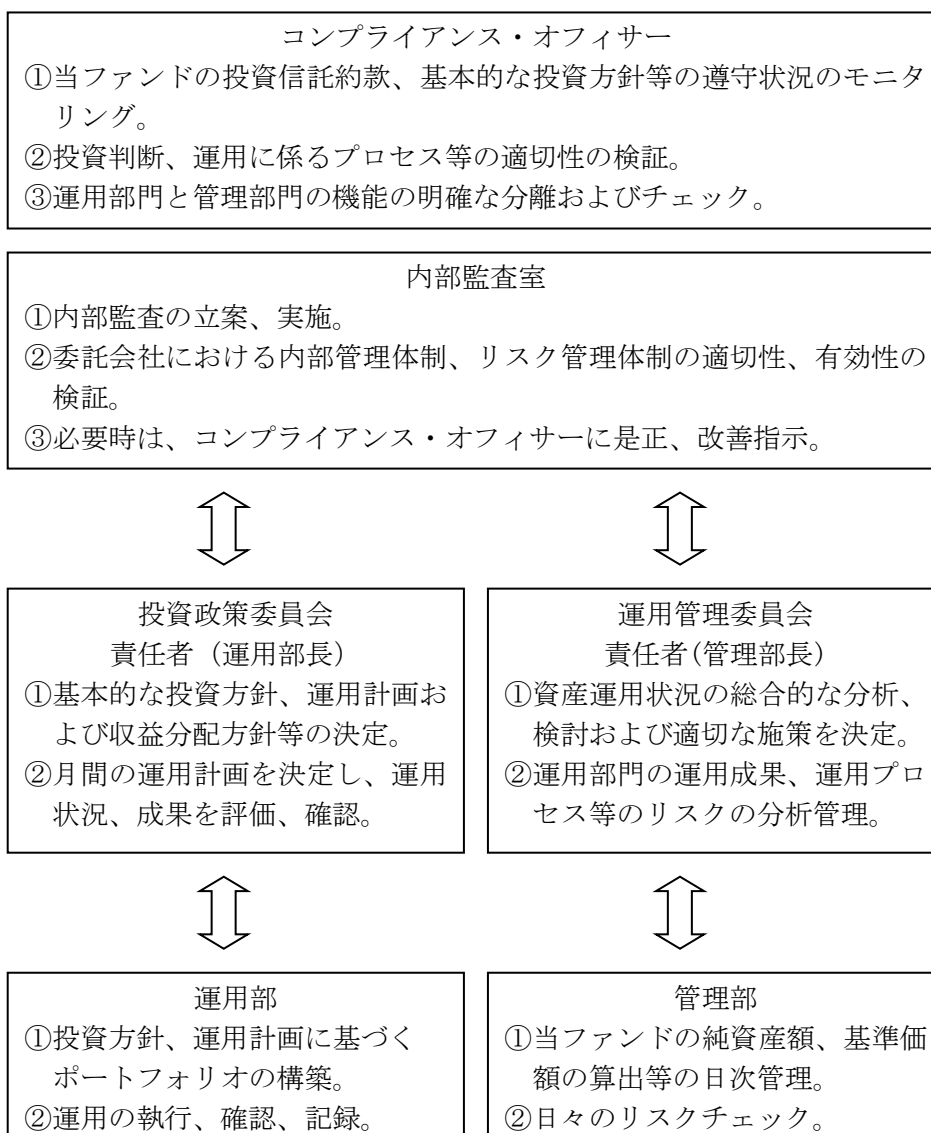 コンプライアンス・オフィサー
①当ファンドの投資信託約款、基本的な投資方針等の遵守状況のモニタ
リング。
②投資判断、運用に係るプロセス等の適切性の検証。
③運用部門と管理部門の機能の明確な分離およびチェック。
内部監査室
①内部監査の立案、実施。
②委託会社における内部管理体制、リスク管理体制の適切性、有効性の
検証。
③必要時は、コンプライアンス・オフィサーに是正、改善指示。
投資政策委員会
責任者（運用部長）
①基本的な投資方針、運用計画お
よび収益分配方針等の決定。
②月間の運用計画を決定し、運用
状況、成果を評価、確認。
運用管理委員会
責任者(管理部長)
①資産運用状況の総合的な分析、
検討および適切な施策を決定。
②運用部門の運用成果、運用プロ
セス等のリスクの分析管理。
運用部
①投資方針、運用計画に基づく
ポートフォリオの構築。
②運用の執行、確認、記録。
管理部
①当ファンドの純資産額、基準価
額の算出等の日次管理。
②日々のリスクチェック。